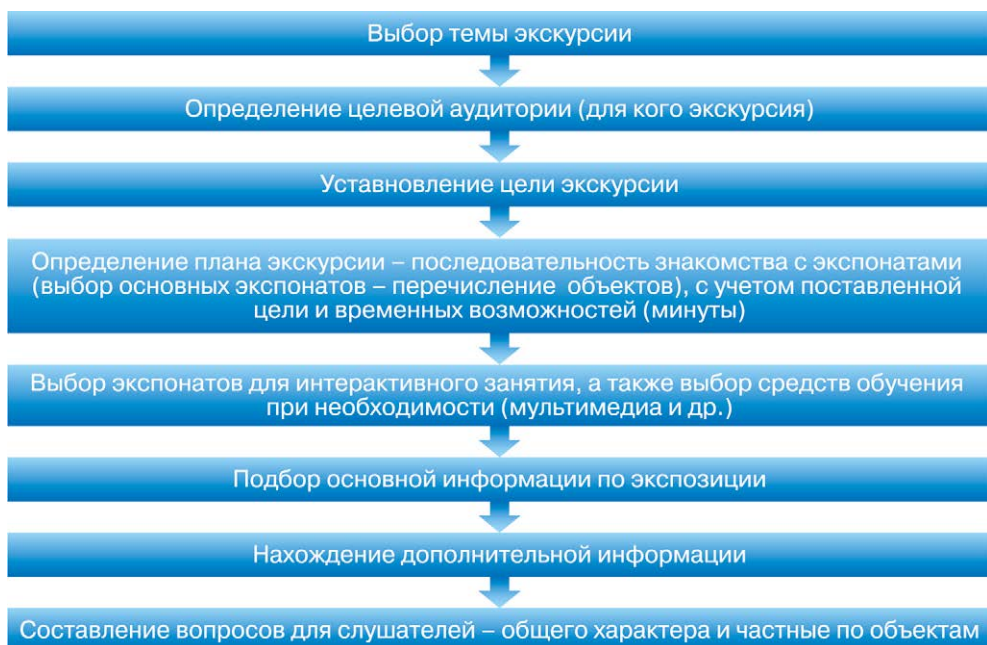 Выбор темы экскурсии
Определение целевой аудитории (для кого экскурсия)
Уставновление цели экскурсии
Определение плана экскурсии – последовательность знакомства с экспонатами
(выбор основных экспонатов – перечисление объектов), с учетом поставленной
цели и временных возможностей (минуты)
Выбор экспонатов для интерактивного занятия, а также выбор средств обучения
при необходимости (мультимедиа и др.)
Подбор основной информации по экспозиции
Нахождение дополнительной информации
Составление вопросов для слушателей – общего характера и частные по объектам